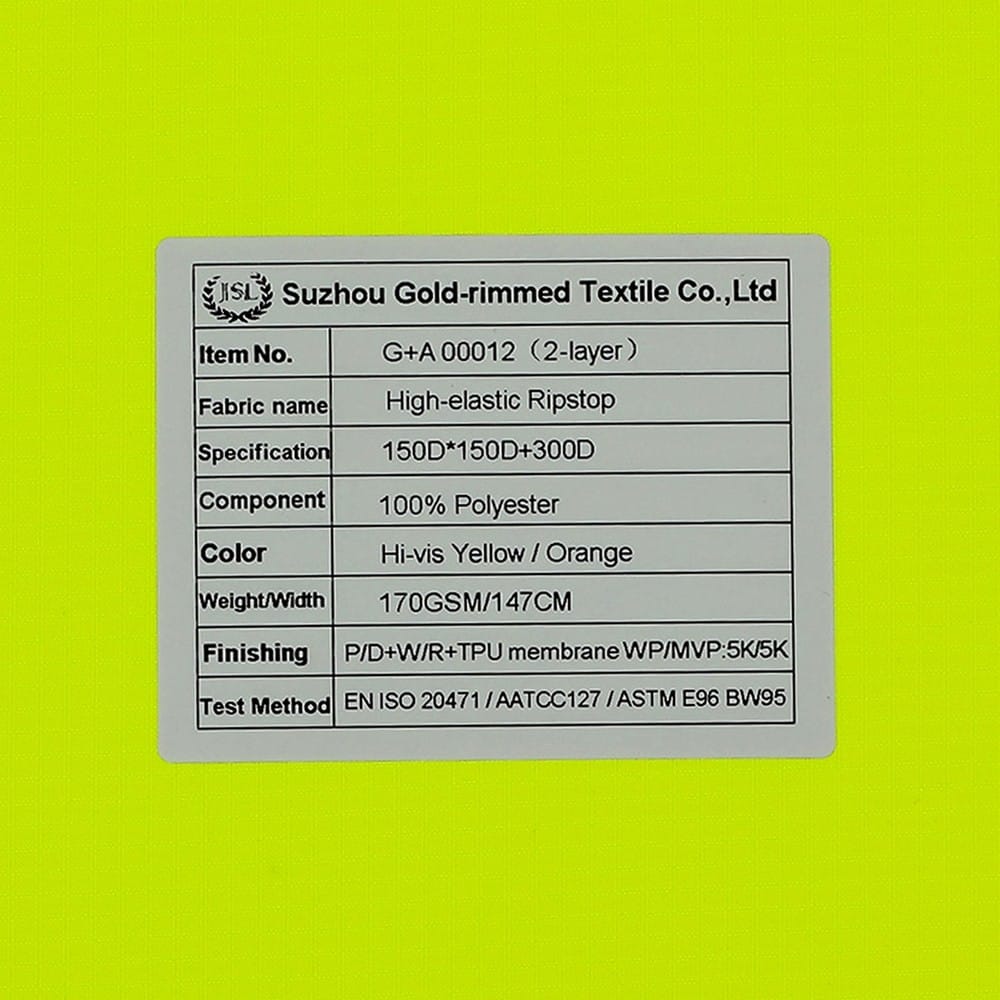 JISL Suzhou Gold-rimmed Textile Co.,Ltd
Item No. G+A 00012（2-layer）
Fabric name High-elastic Ripstop
Specification 150D*150D+300D
Component 100% Polyester
Color Hi-vis Yellow / Orange
Weight/Width 170GSM/147CM
Finishing P/D+W/R+TPU membrane WP/MVP:5K/5K
Test Method EN ISO 20471 / AATCC127 / ASTM E96 BW95